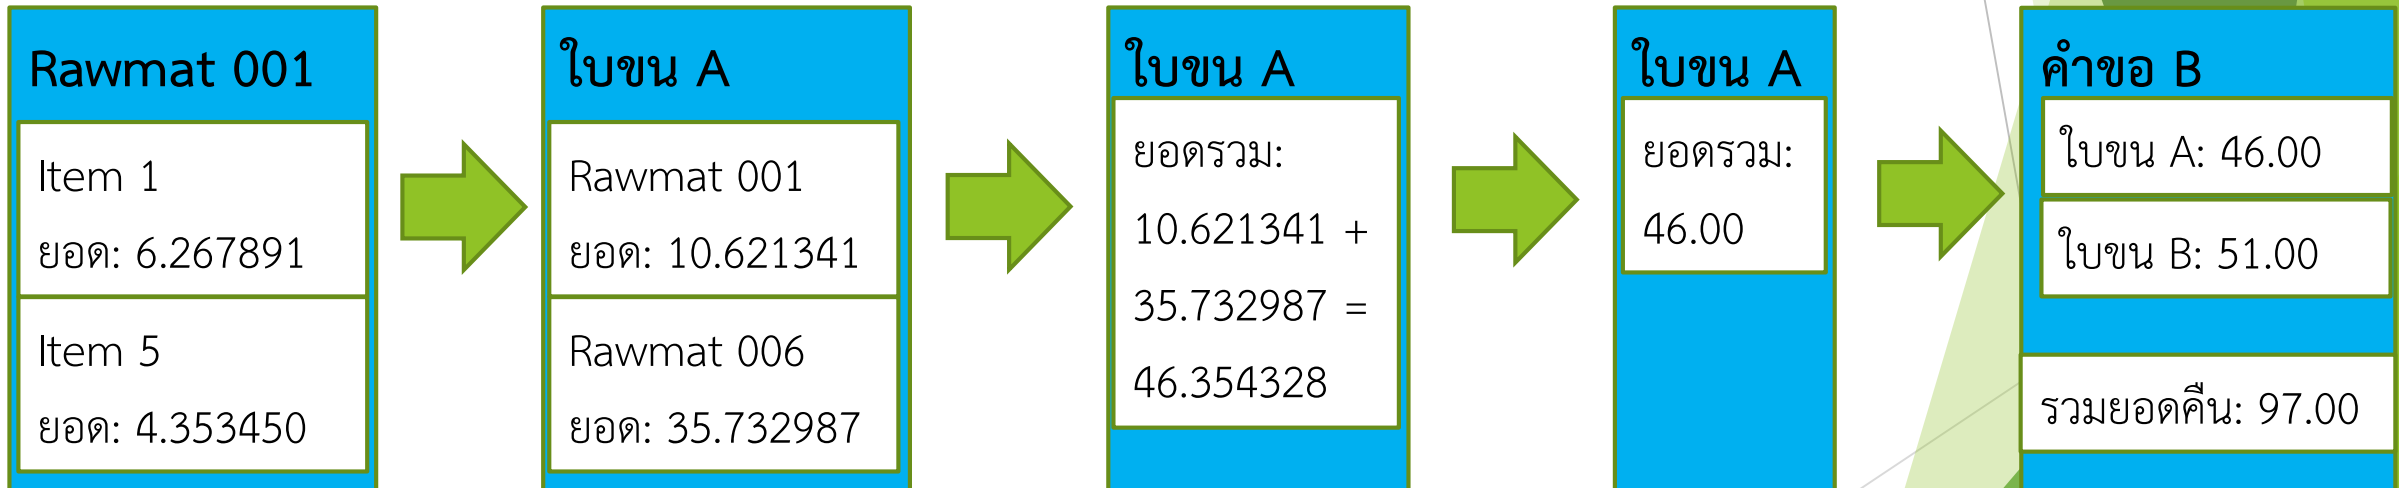 Rawmat 001
Item 1
ยอด: 6.267891
Item 5
ยอด: 4.353450
ใบขน A
Rawmat 001
ยอด: 10.621341
Rawmat 006
ยอด: 35.732987
ใบขน A
ยอดรวม:
10.621341 +
35.732987 =
46.354328
ใบขน A
ยอดรวม:
46.00
คำขอ B
ใบขน A: 46.00
ใบขน B: 51.00
รวมยอดคืน: 97.00